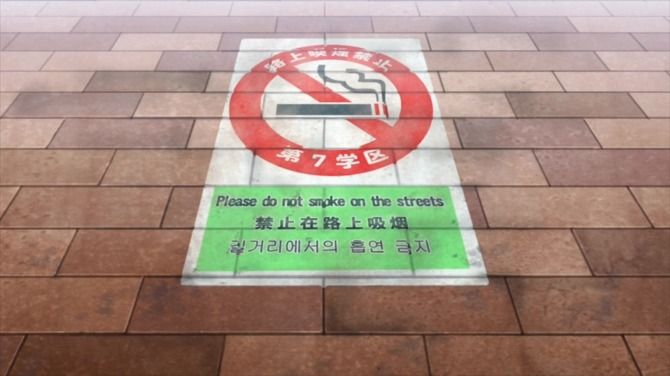 路上喫煙禁止
第7学区
Please do not smoke on the streets
禁止在路上吸烟
길거리에서의 흡연 금지